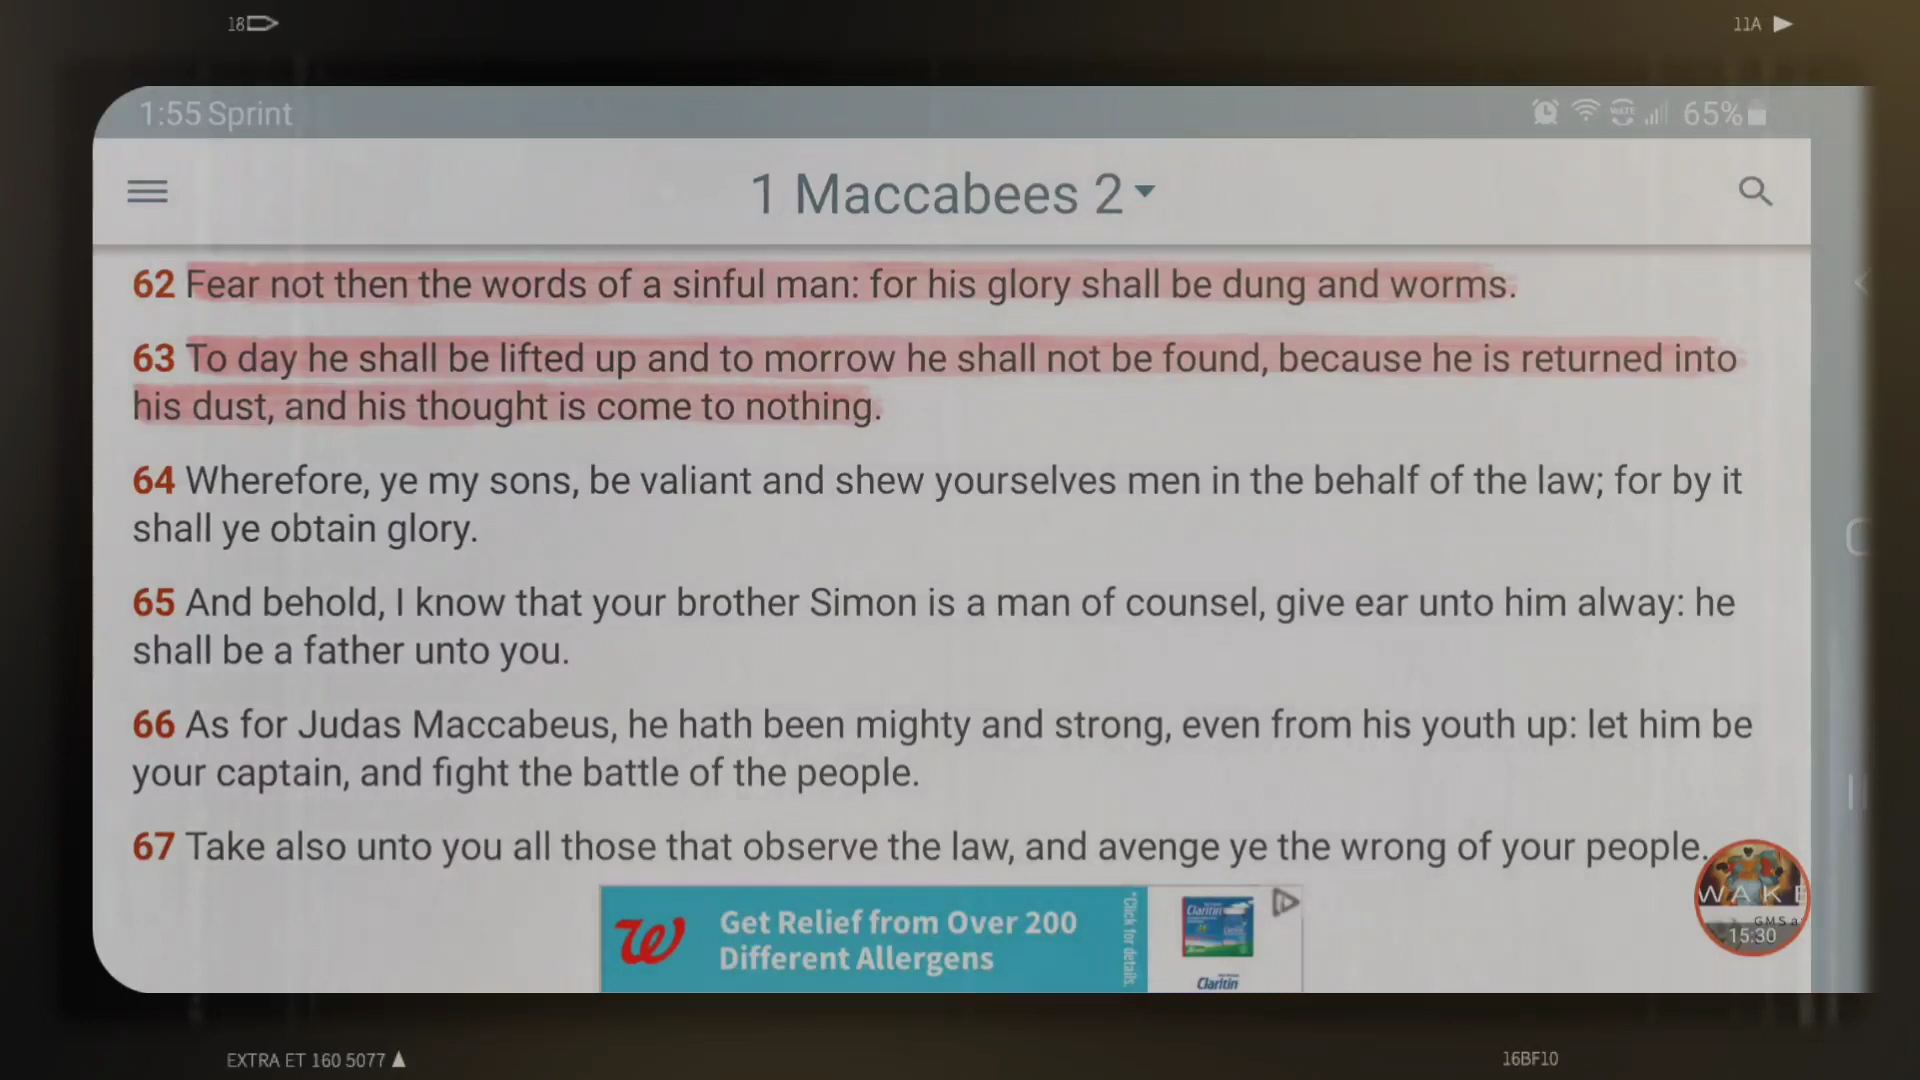 18
11A
1:55 Sprint
65%
1 Maccabees 2
62 Fear not then the words of a sinful man: for his glory shall be dung and worms.
63 To day he shall be lifted up and to morrow he shall not be found, because he is returned into
his dust, and his thought is come to nothing.
64 Wherefore, ye my sons, be valiant and shew yourselves men in the behalf of the law; for by it
shall ye obtain glory.
65 And behold, I know that your brother Simon is a man of counsel, give ear unto him alway: he
shall be a father unto you.
66 As for Judas Maccabeus, he hath been mighty and strong, even from his youth up: let him be
your captain, and fight the battle of the people.
67 Take also unto you all those that observe the law, and avenge ye the wrong of your people.
WAKE
GMS a
15:30
Get Relief from Over 200
Different Allergens
*Click for details.
Claritin
Claritin
EXTRA ET 160 5077
16BF10